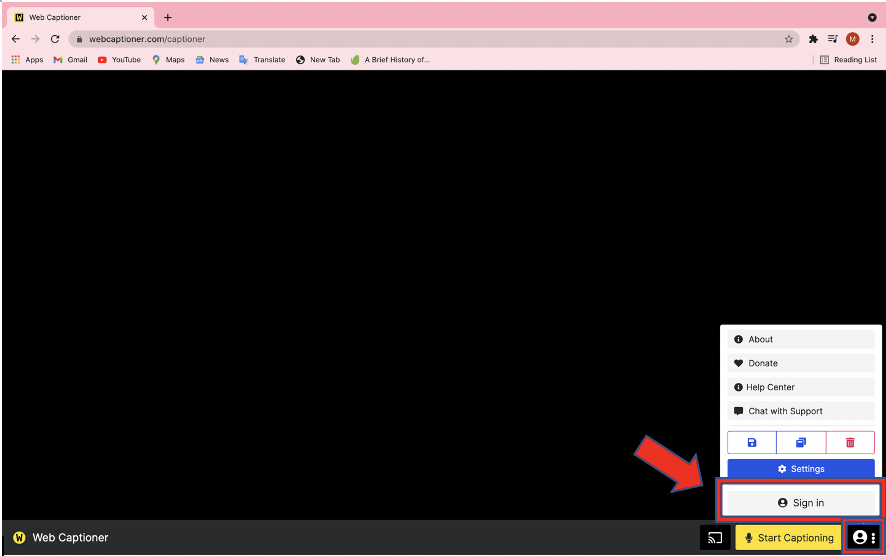 Web Captioner
webcaptioner.com/captioner
M
Apps Gmail YouTube Maps News Translate New Tab A Brief History of... Reading List
About
Donate
Help Center
Chat with Support
Settings
Sign in
W Web Captioner Start Captioning